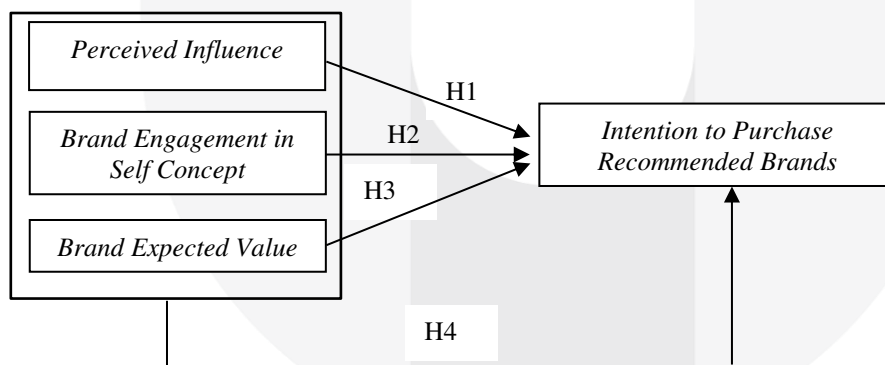 Perceived Influence
H1
Brand Engagement in
Self Concept
H2
Intention to Purchase
Recommended Brands
H3
Brand Expected Value
H4